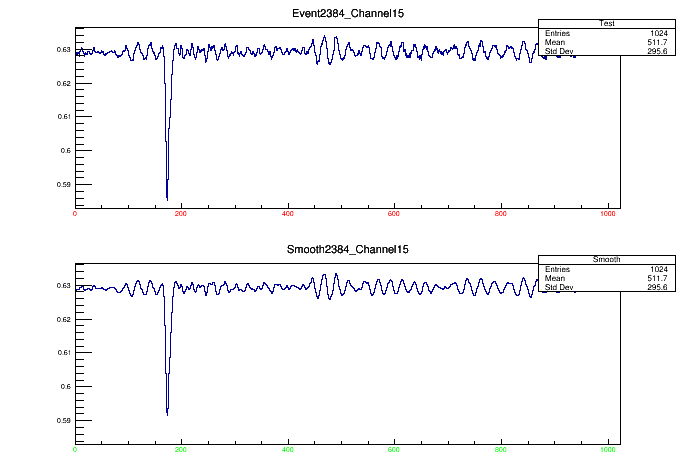 Event2384_Channel15
Test
Entries 1024
Mean 511.7
Std Dev 295.6
0.63
0.62
0.61
0.6
0.59
0 200 400 600 800 1000
Smooth2384_Channel15
Smooth
Entries 1024
Mean 511.7
Std Dev 295.6
0.63
0.62
0.61
0.6
0.59
0 200 400 600 800 1000